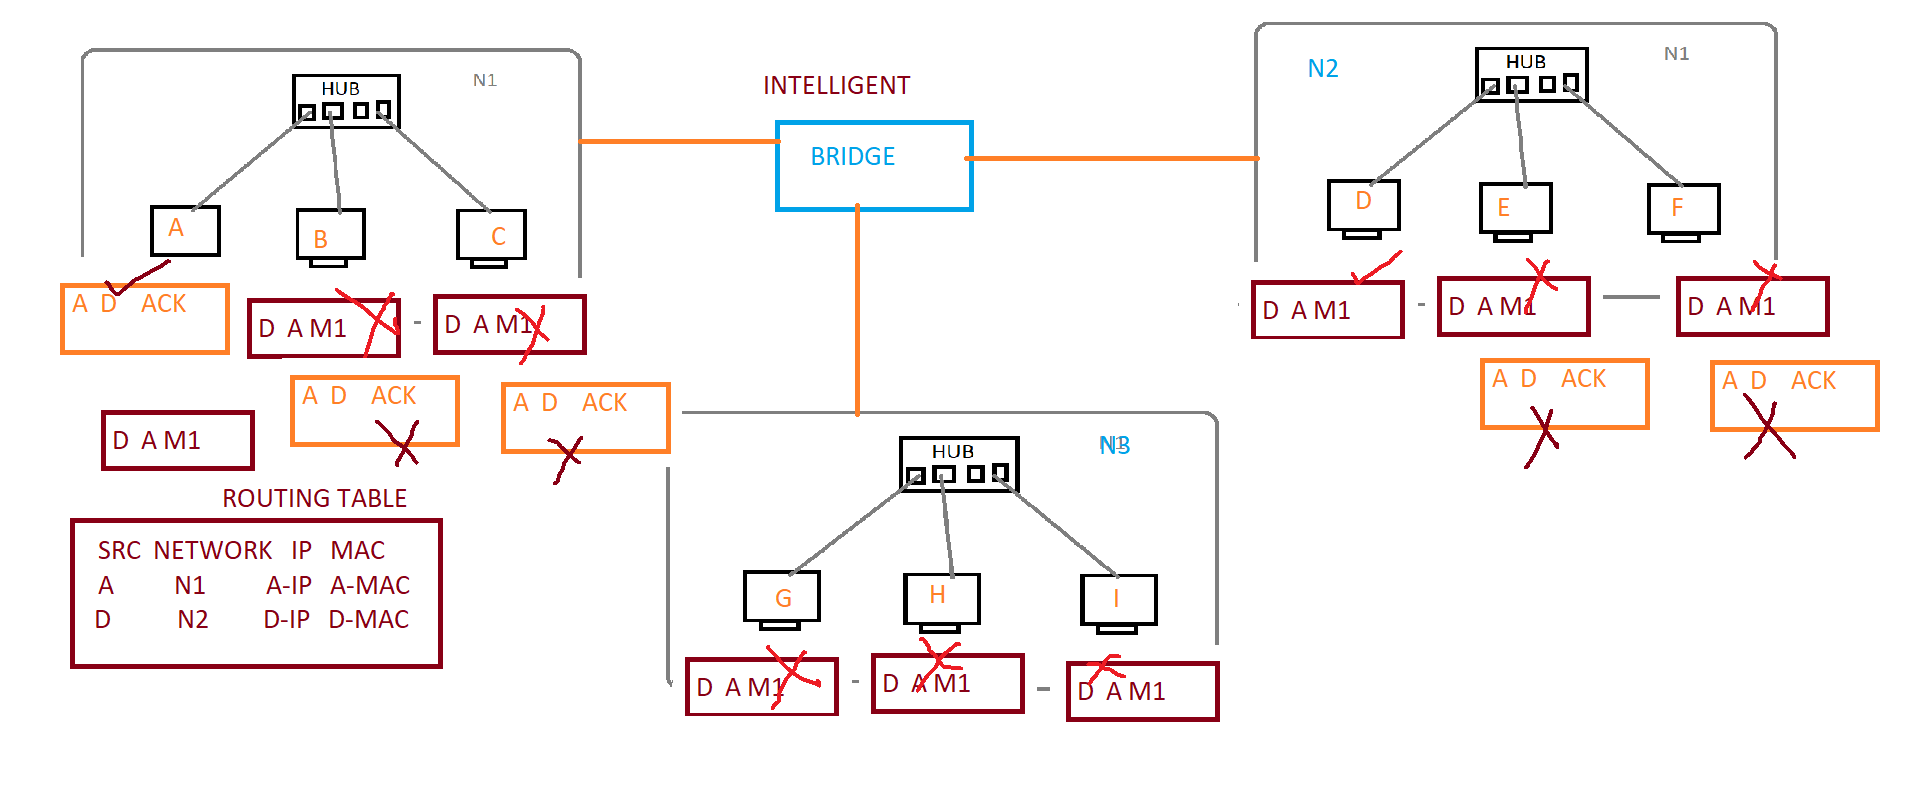 HUB
N1
A
B
C
A D ACK
D A M1
D A M1
A D ACK
A D ACK
D A M1
INTELLIGENT
BRIDGE
N2
HUB
N1
D
E
F
D A M1
D A M1
D A M1
A D ACK
A D ACK
HUB
N3
G
H
I
D A M1
D A M1
D A M1
ROUTING TABLE
SRC NETWORK IP MAC
A N1 A-IP A-MAC
D N2 D-IP D-MAC